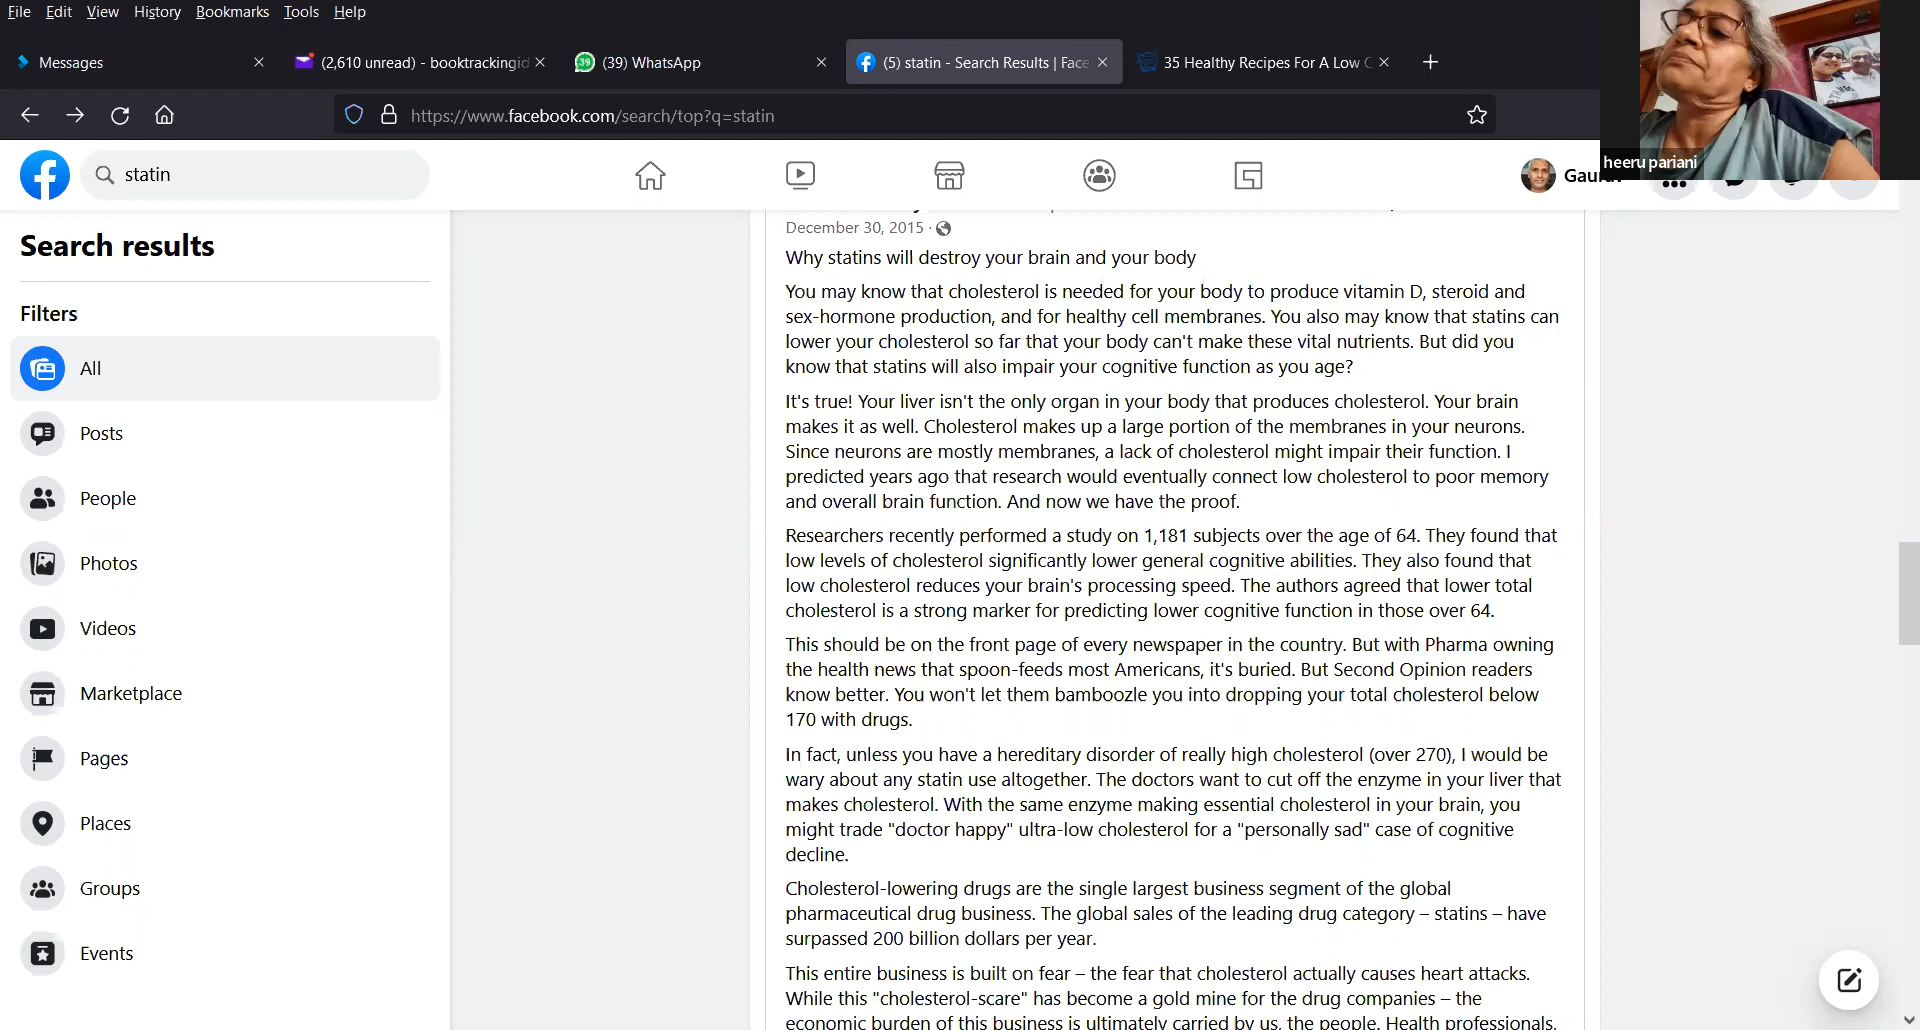 File Edit View History Bookmarks Tools Help
Messages
(2,610 unread) - booktrackingid
(39) WhatsApp
(5) statin - Search Results | Face
35 Healthy Recipes For A Low C
https://www.facebook.com/search/top?q=statin
statin
heeru pariani
Search results
Filters
All
Posts
People
Photos
Videos
Marketplace
Pages
Places
Groups
Events
December 30, 2015 ·
Why statins will destroy your brain and your body
You may know that cholesterol is needed for your body to produce vitamin D, steroid and
sex-hormone production, and for healthy cell membranes. You also may know that statins can
lower your cholesterol so far that your body can't make these vital nutrients. But did you
know that statins will also impair your cognitive function as you age?
It's true! Your liver isn't the only organ in your body that produces cholesterol. Your brain
makes it as well. Cholesterol makes up a large portion of the membranes in your neurons.
Since neurons are mostly membranes, a lack of cholesterol might impair their function. I
predicted years ago that research would eventually connect low cholesterol to poor memory
and overall brain function. And now we have the proof.
Researchers recently performed a study on 1,181 subjects over the age of 64. They found that
low levels of cholesterol significantly lower general cognitive abilities. They also found that
low cholesterol reduces your brain's processing speed. The authors agreed that lower total
cholesterol is a strong marker for predicting lower cognitive function in those over 64.
This should be on the front page of every newspaper in the country. But with Pharma owning
the health news that spoon-feeds most Americans, it's buried. But Second Opinion readers
know better. You won't let them bamboozle you into dropping your total cholesterol below
170 with drugs.
In fact, unless you have a hereditary disorder of really high cholesterol (over 270), I would be
wary about any statin use altogether. The doctors want to cut off the enzyme in your liver that
makes cholesterol. With the same enzyme making essential cholesterol in your brain, you
might trade "doctor happy" ultra-low cholesterol for a "personally sad" case of cognitive
decline.
Cholesterol-lowering drugs are the single largest business segment of the global
pharmaceutical drug business. The global sales of the leading drug category – statins – have
surpassed 200 billion dollars per year.
This entire business is built on fear – the fear that cholesterol actually causes heart attacks.
While this "cholesterol-scare" has become a gold mine for the drug companies – the
economic burden of this business is ultimately carried by us, the people. Health professionals,